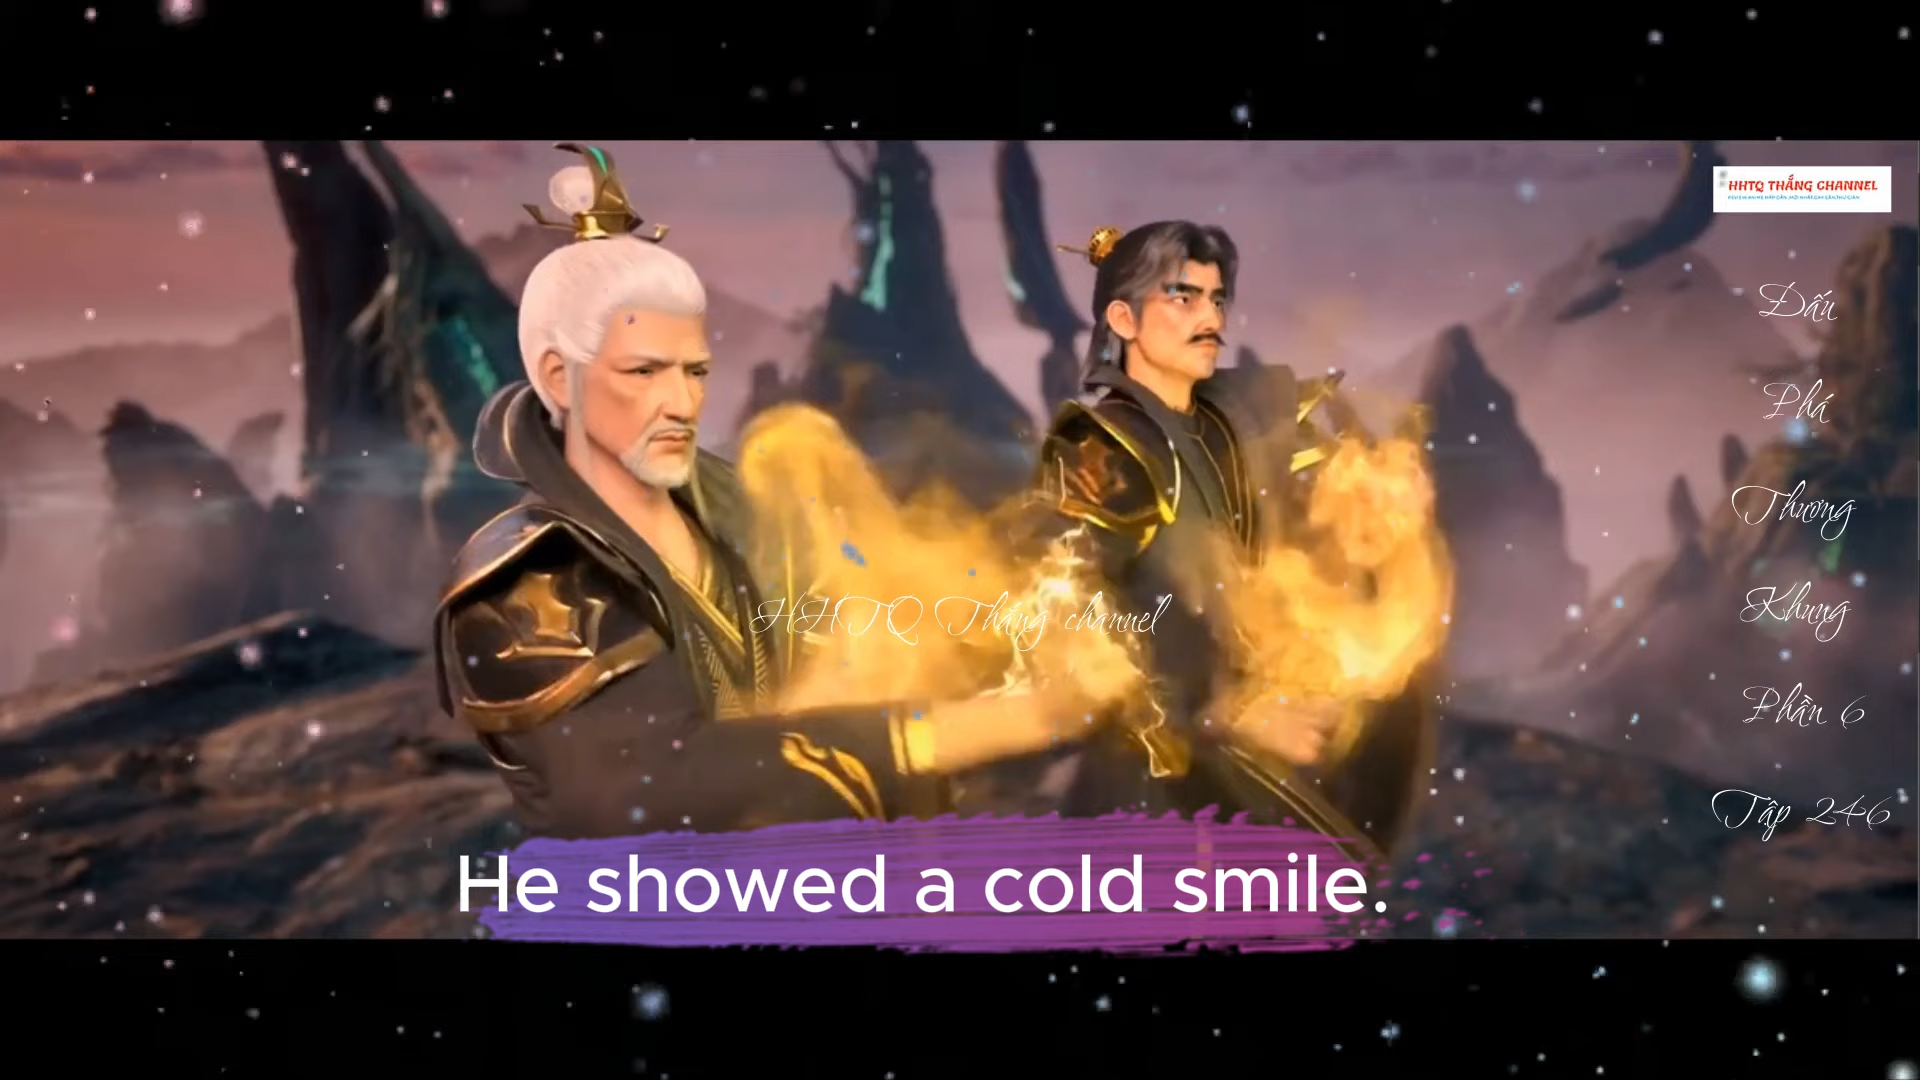 HHTQ THẮNG CHANNEL
Đấu
Phá
Thương
Khung
Phần 6
Tập 246
HHTQ Thắng channel
He showed a cold smile.